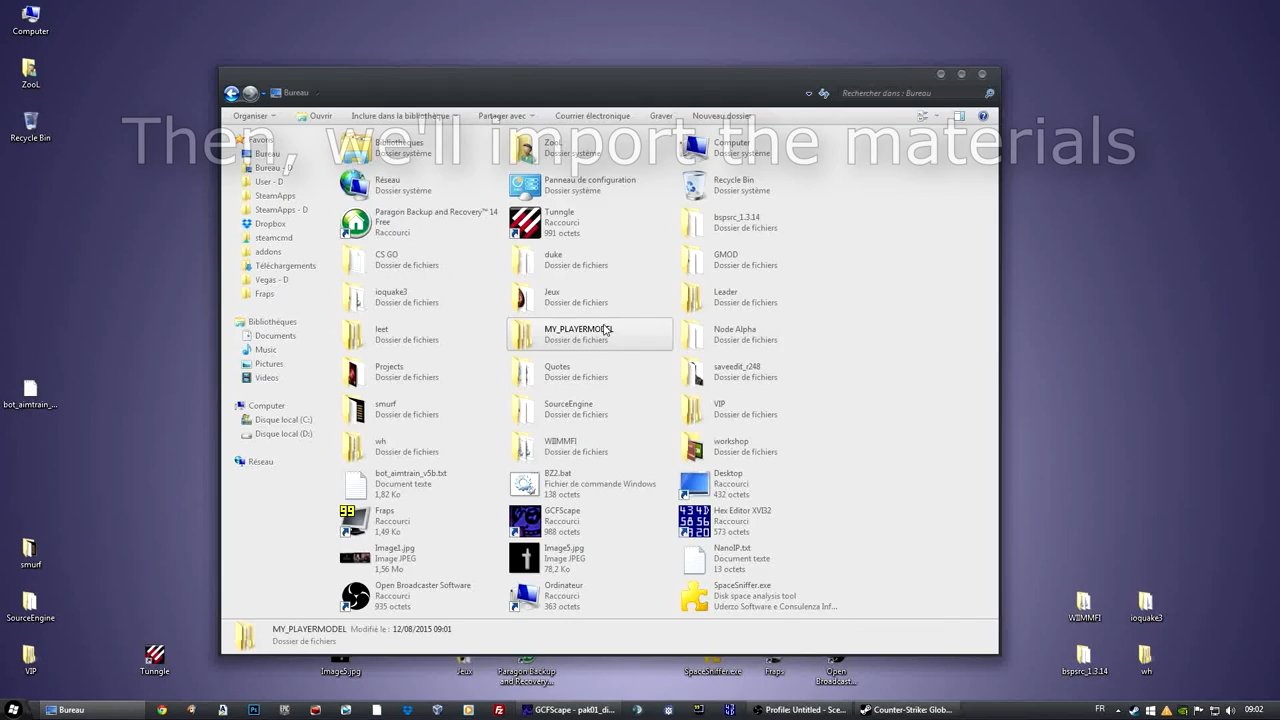 Computer
ZooL
Recycle Bin
bot_aimtrain_...
smurf
SourceEngine
VIP
Tunngle
Bureau
Rechercher dans : Bureau
Organiser
Ouvrir
Inclure dans la bibliothèque
Partager avec
Courrier électronique
Graver
Nouveau dossier
Then, we'll import the materials
Favoris
Bureau
Bureau - D
User - D
SteamApps
SteamApps - D
Dropbox
steamcmd
addons
Téléchargements
Vegas - D
Fraps
Bibliothèques
Documents
Music
Pictures
Videos
Computer
Disque local (C:)
Disque local (D:)
Réseau
Bibliothèques
Dossier système
ZooL
Dossier système
Computer
Dossier système
Réseau
Dossier système
Panneau de configuration
Dossier système
Recycle Bin
Dossier système
Paragon Backup and Recovery™ 14
Free
Raccourci
Tunngle
Raccourci
991 octets
bspsrc_1.3.14
Dossier de fichiers
CS GO
Dossier de fichiers
duke
Dossier de fichiers
GMOD
Dossier de fichiers
ioquake3
Dossier de fichiers
Jeux
Dossier de fichiers
Leader
Dossier de fichiers
leet
Dossier de fichiers
MY_PLAYERMODEL
Dossier de fichiers
Node Alpha
Dossier de fichiers
Projects
Dossier de fichiers
Quotes
Dossier de fichiers
saveedit_r248
Dossier de fichiers
smurf
Dossier de fichiers
SourceEngine
Dossier de fichiers
VIP
Dossier de fichiers
wh
Dossier de fichiers
WIIMMFI
Dossier de fichiers
workshop
Dossier de fichiers
bot_aimtrain_v5b.txt
Document texte
1,82 Ko
BZ2.bat
Fichier de commande Windows
138 octets
Desktop
Raccourci
432 octets
99
Fraps
Raccourci
1,49 Ko
GCFScape
Raccourci
988 octets
Hex Editor XVI32
Raccourci
573 octets
Image1.jpg
Image JPEG
1,56 Mo
Image5.jpg
Image JPEG
78,2 Ko
NanoIP.txt
Document texte
13 octets
Open Broadcaster Software
Raccourci
935 octets
Ordinateur
Raccourci
363 octets
SpaceSniffer.exe
Disk space analysis tool
Uderzo Software e Consulenza Inf...
MY_PLAYERMODEL Modifié le : 12/08/2015 09:01
Dossier de fichiers
Image5.jpg
Jeux
Paragon Backup
and Recovery...
SpaceSniffer.exe
Fraps
Open
Broadcaster...
WIIMMFI
ioquake3
bspsrc_1.3.14
wh
Bureau
GCFScape - pak01_di...
Profile: Untitled - Sce...
Counter-Strike: Glob...
FR
09:02